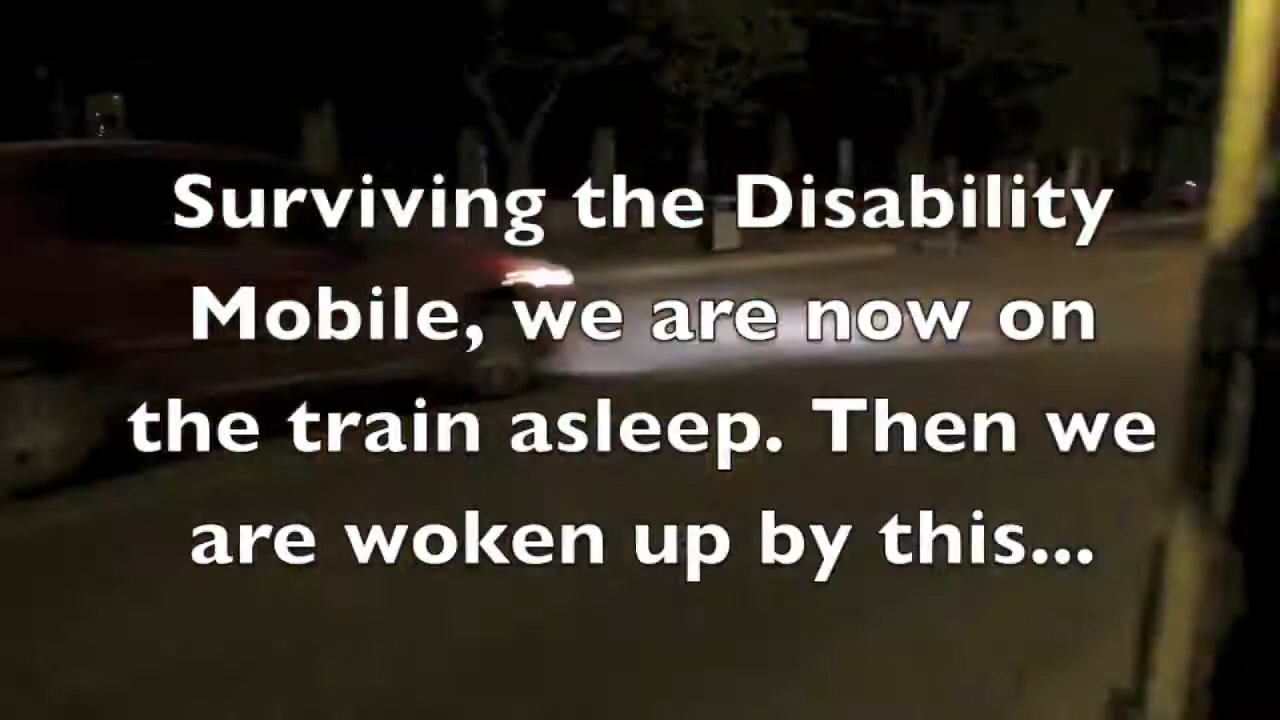 Surviving the Disability
Mobile, we are now on
the train asleep. Then we
are woken up by this...